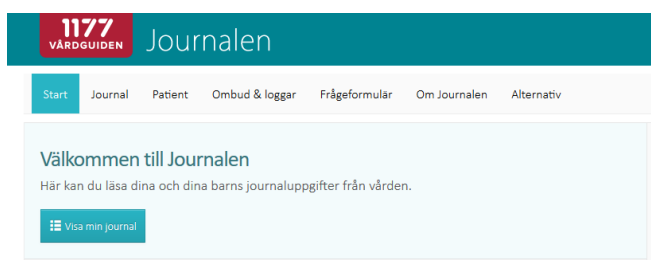 1177
VÅRDGUIDEN
Journalen
Start Journal Patient Ombud & loggar Frågeformulär Om Journalen Alternativ
Välkommen till Journalen
Här kan du läsa dina och dina barns journaluppgifter från vården.
Visa min journal